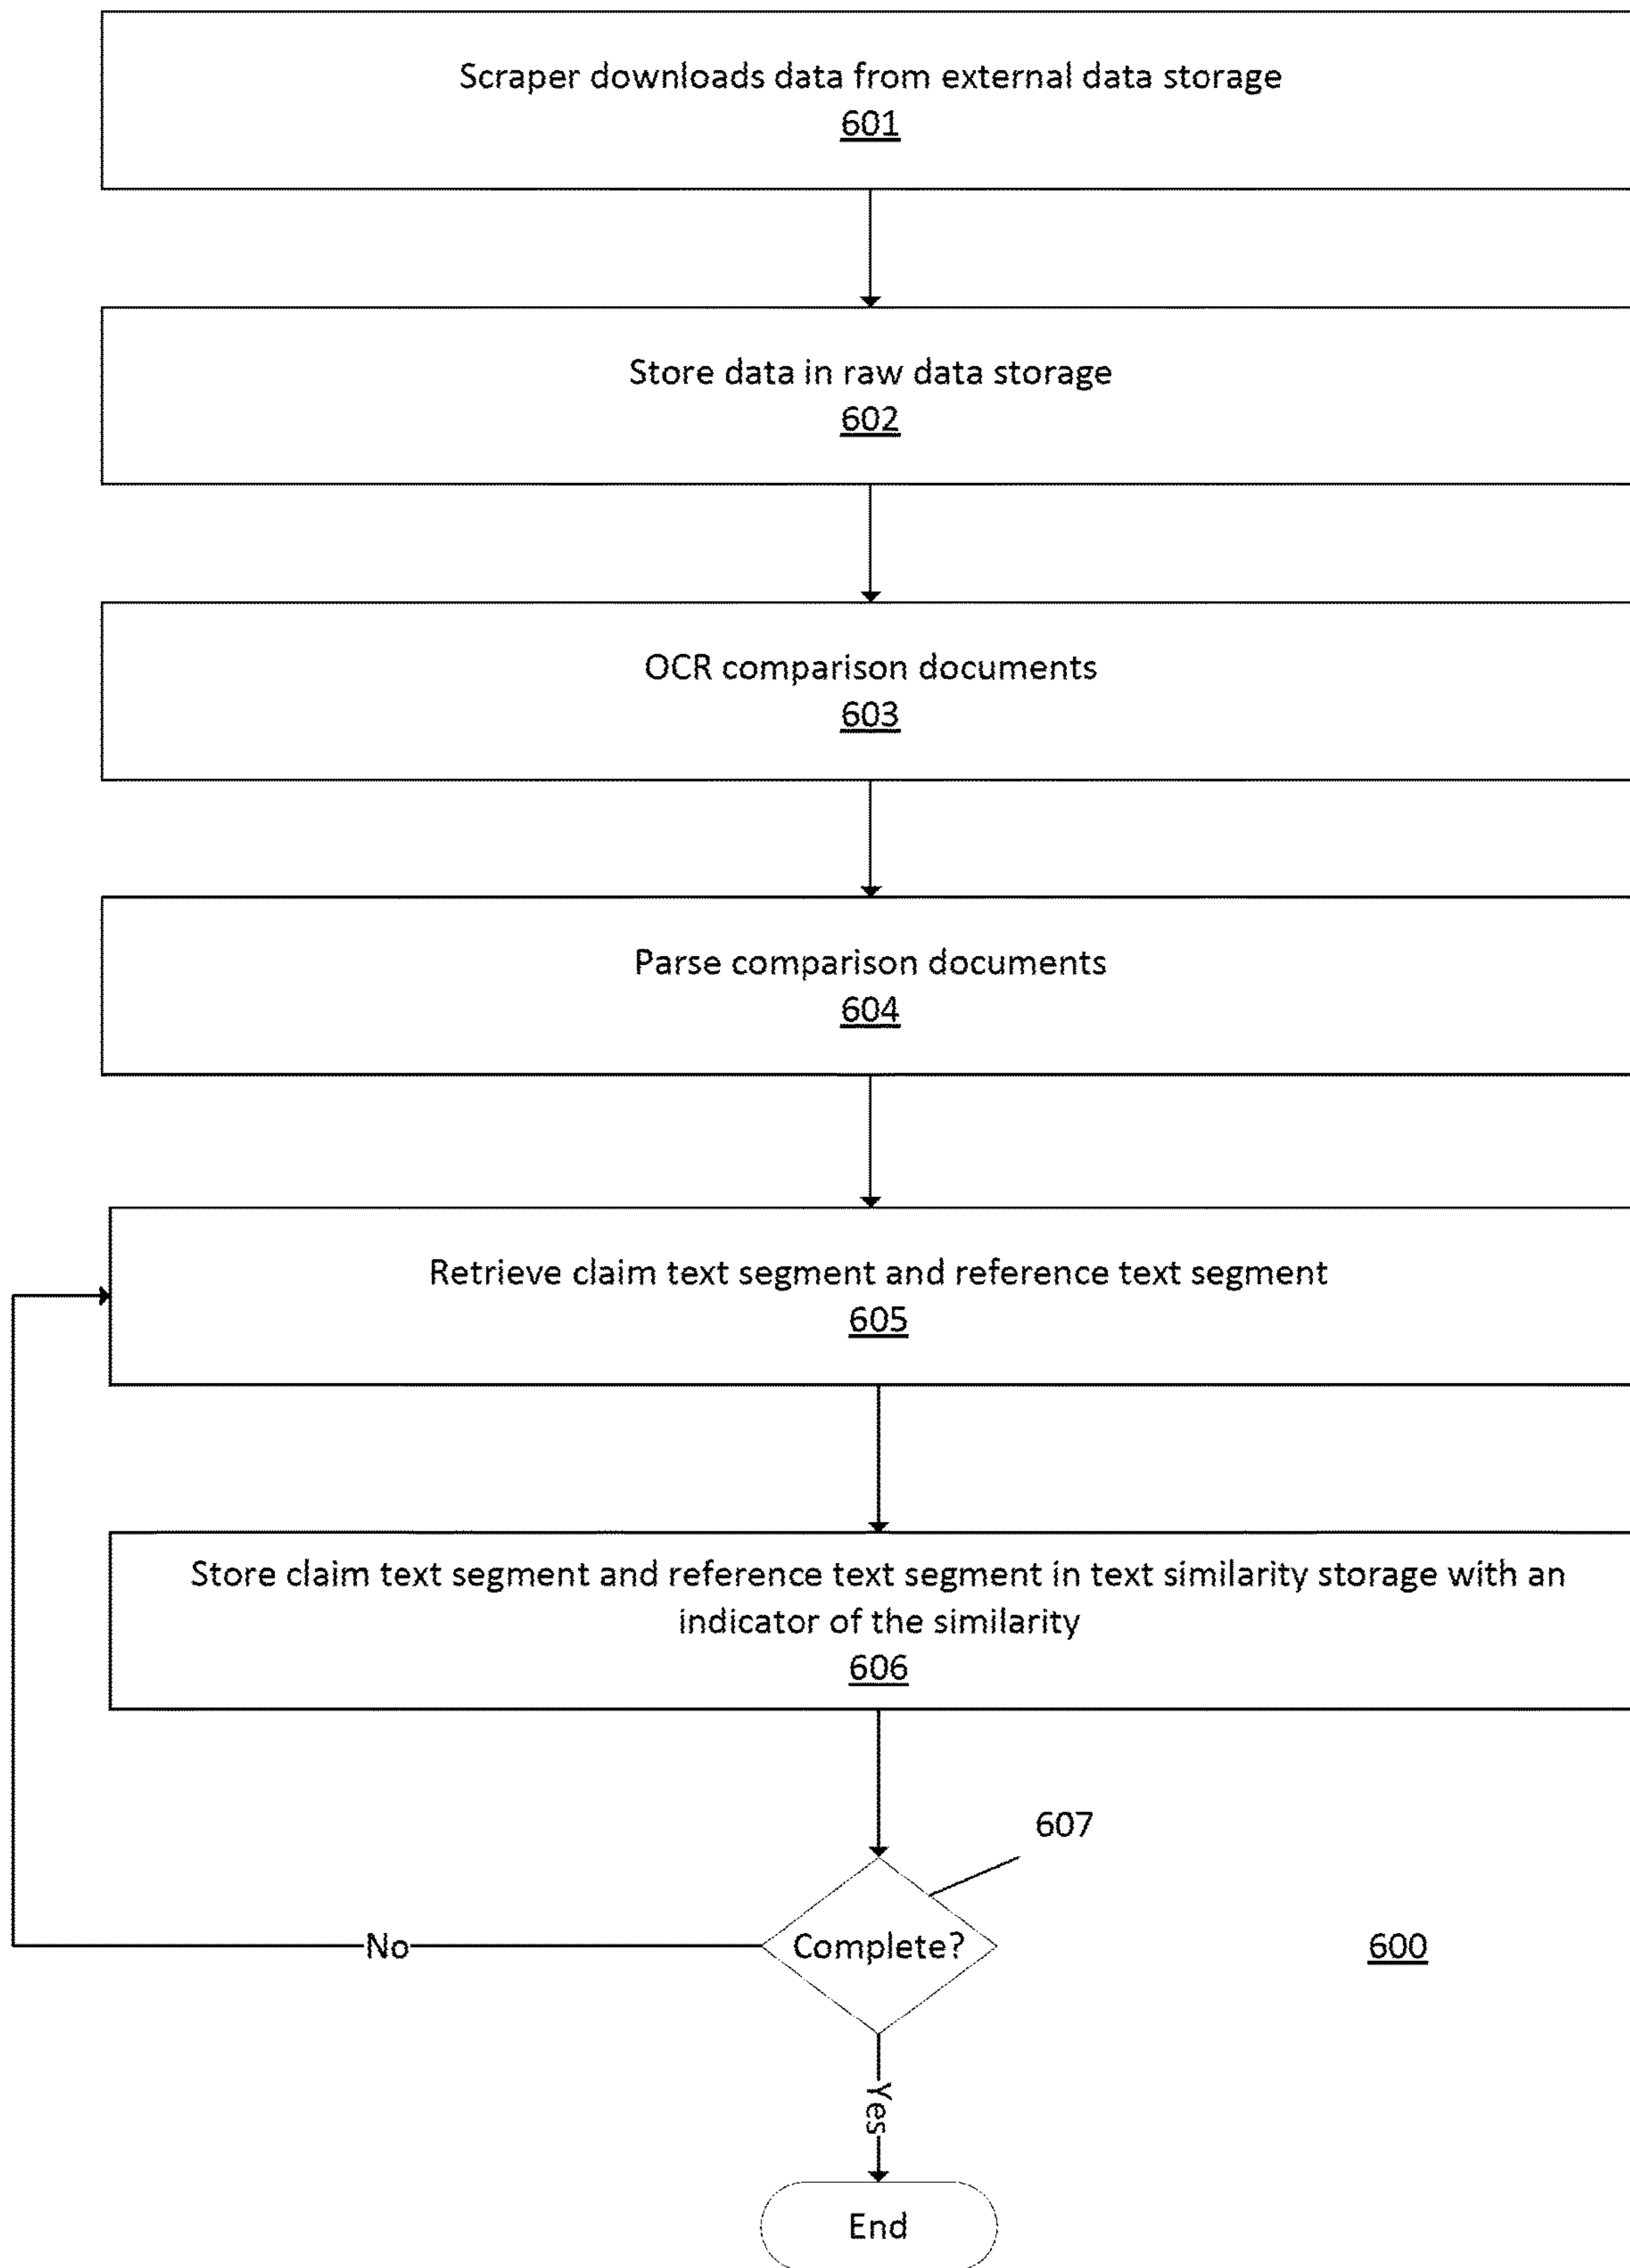 Scraper downloads data from external data storage
601
Store data in raw data storage
602
OCR comparison documents
603
Parse comparison documents
604
Retrieve claim text segment and reference text segment
605
Store claim text segment and reference text segment in text similarity storage with an
indicator of the similarity
606
607
No
Complete?
600
Yes
End